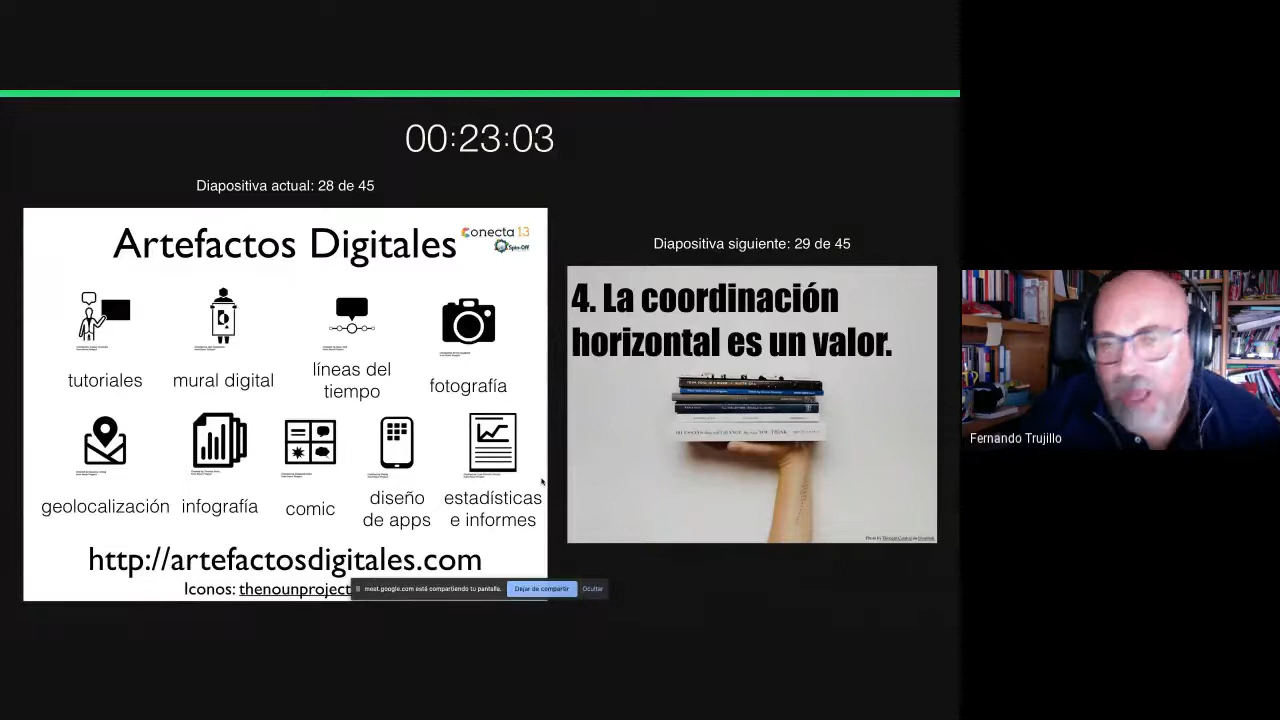 00:23:03
Diapositiva actual: 28 de 45
Artefactos Digitales
Conecta 13
Spin-Off
tutoriales
mural digital
líneas del
tiempo
fotografía
geolocalización
infografía
comic
diseño
de apps
estadísticas
e informes
http://artefactosdigitales.com
Iconos: thenounproject
meet.google.com está compartiendo tu pantalla.
Dejar de compartir
Ocultar
Diapositiva siguiente: 29 de 45
4. La coordinación
horizontal es un valor.
Fernando Trujillo